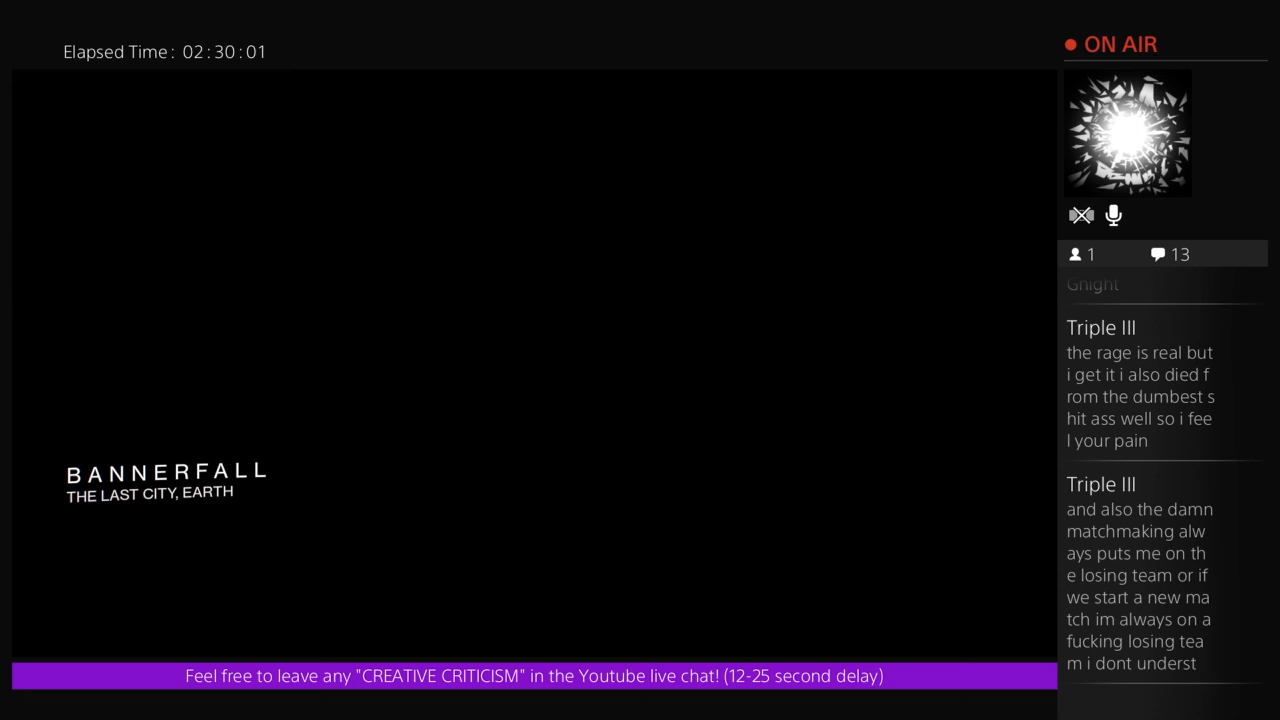 Elapsed Time: 02:30:01
ON AIR
1 13
Gnight
Triple III
the rage is real but
i get it i also died f
rom the dumbest s
hit ass well so i fee
l your pain
Triple III
and also the damn
matchmaking alw
ays puts me on th
e losing team or if
we start a new ma
tch im always on a
fucking losing tea
m i dont underst
BANNERFALL
THE LAST CITY, EARTH
Feel free to leave any "CREATIVE CRITICISM" in the Youtube live chat! (12-25 second delay)